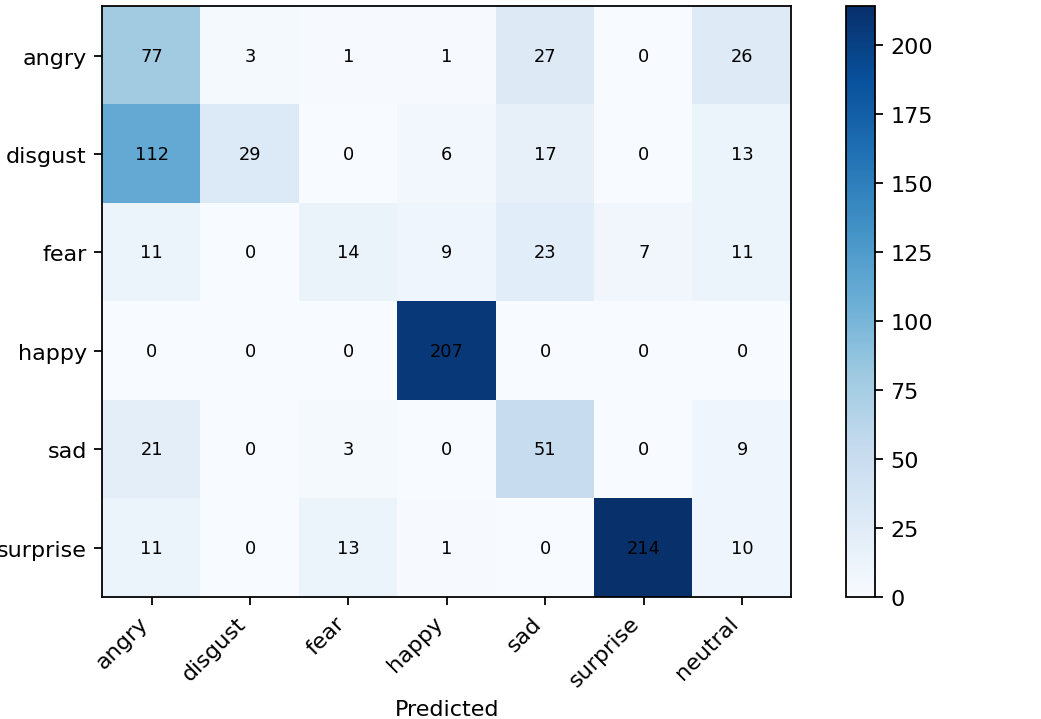 angry 77 3 1 1 27 0 26
disgust 112 29 0 6 17 0 13
fear 11 0 14 9 23 7 11
happy 0 0 0 207 0 0 0
sad 21 0 3 0 51 0 9
surprise 11 0 13 1 0 214 10
angry disgust fear happy sad surprise neutral
Predicted
200
175
150
125
100
75
50
25
0